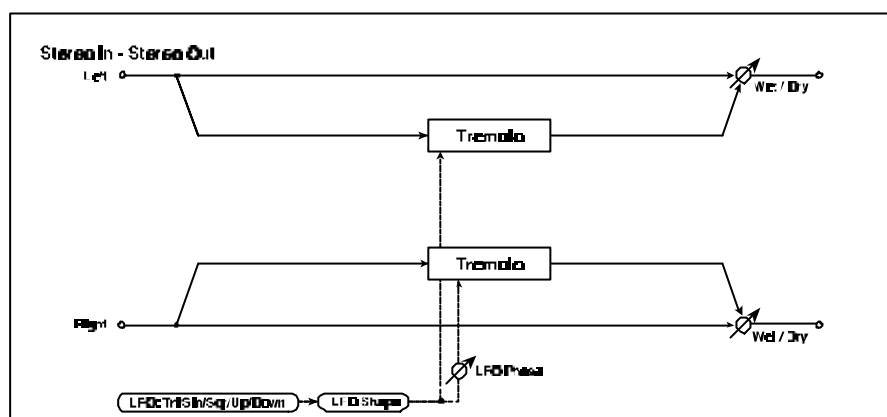 Stereo In - Stereo Out
Left
Wet / Dry
Tremolo
Tremolo
Right
Wet / Dry
LFO Phase
LFO: Tri/Sin/Sqr/Up/Down
LFO Shape